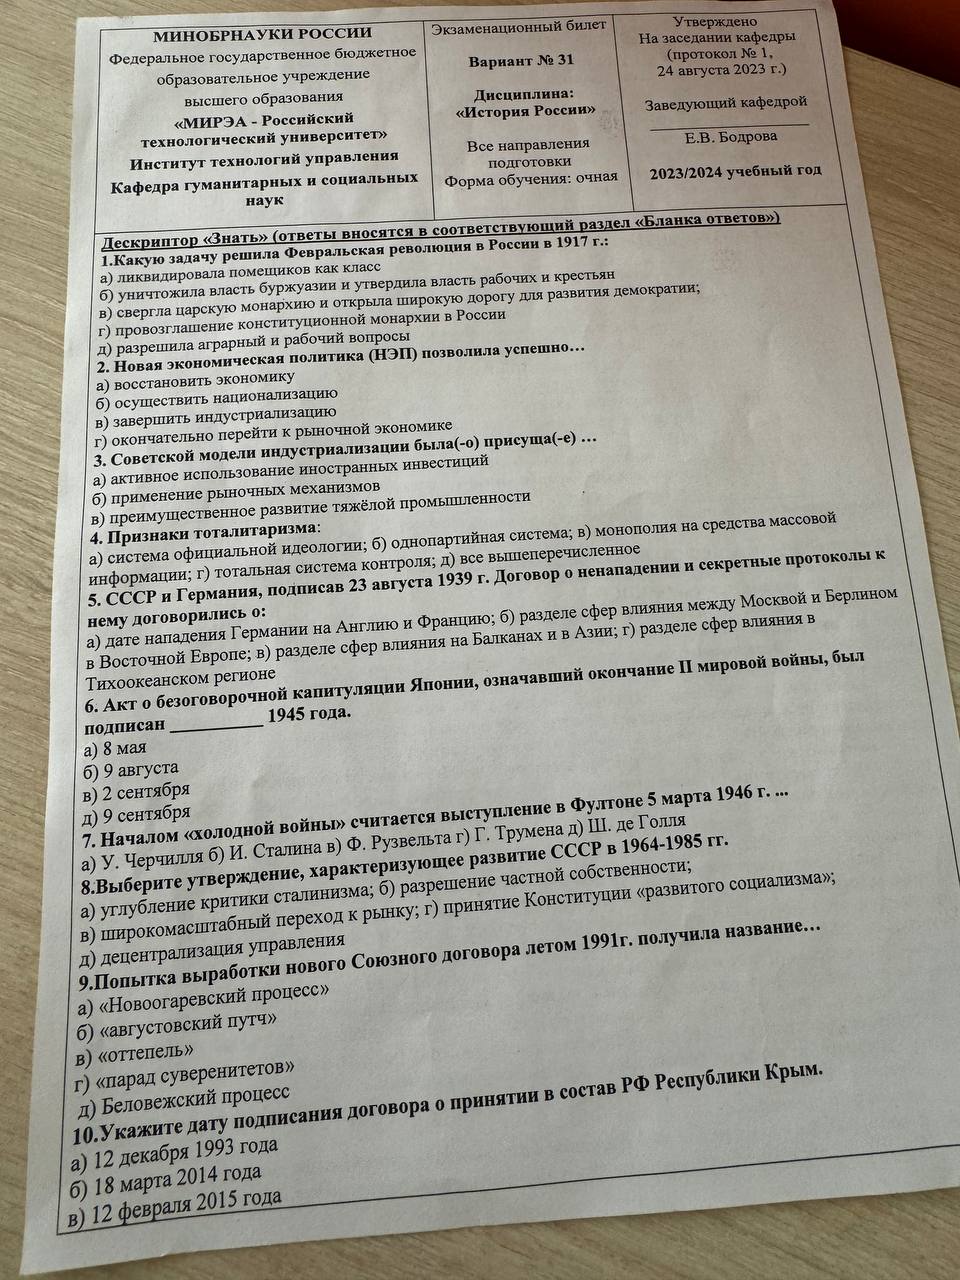 МИНОБРНАУКИ РОССИИ
Федеральное государственное бюджетное
образовательное учреждение
высшего образования
«МИРЭА - Российский
технологический университет»
Институт технологий управления
Кафедра гуманитарных и социальных
наук
Экзаменационный билет
Вариант № 31
Дисциплина:
«История России»
Все направления
подготовки
Форма обучения: очная
Утверждено
На заседании кафедры
(протокол № 1,
24 августа 2023 г.)
Заведующий кафедрой
Е.В. Бодрова
2023/2024 учебный год
Дескриптор «Знать» (ответы вносятся в соответствующий раздел «Бланка ответов»)
1.Какую задачу решила Февральская революция в России в 1917 г.:
а) ликвидировала помещиков как класс
б) уничтожила власть буржуазии и утвердила власть рабочих и крестьян
в) свергла царскую монархию и открыла широкую дорогу для развития демократии;
г) провозглашение конституционной монархии в России
д) разрешила аграрный и рабочий вопросы
2. Новая экономическая политика (НЭП) позволила успешно…
а) восстановить экономику
б) осуществить национализацию
в) завершить индустриализацию
г) окончательно перейти к рыночной экономике
3. Советской модели индустриализации была(-о) присуща(-е) …
а) активное использование иностранных инвестиций
б) применение рыночных механизмов
в) преимущественное развитие тяжёлой промышленности
4. Признаки тоталитаризма:
а) система официальной идеологии; б) однопартийная система; в) монополия на средства массовой
информации; г) тотальная система контроля; д) все вышеперечисленное
5. СССР и Германия, подписав 23 августа 1939 г. Договор о ненападении и секретные протоколы к
нему договорились о:
а) дате нападения Германии на Англию и Францию; б) разделе сфер влияния между Москвой и Берлином
в Восточной Европе; в) разделе сфер влияния на Балканах и в Азии; г) разделе сфер влияния в
Тихоокеанском регионе
6. Акт о безоговорочной капитуляции Японии, означавший окончание II мировой войны, был
подписан __________ 1945 года.
а) 8 мая
б) 9 августа
в) 2 сентября
д) 9 сентября
7. Началом «холодной войны» считается выступление в Фултоне 5 марта 1946 г. ...
а) У. Черчилля б) И. Сталина в) Ф. Рузвельта г) Г. Трумена д) Ш. де Голля
8.Выберите утверждение, характеризующее развитие СССР в 1964-1985 гг.
а) углубление критики сталинизма; б) разрешение частной собственности;
в) широкомасштабный переход к рынку; г) принятие Конституции «развитого социализма»;
д) децентрализация управления
9.Попытка выработки нового Союзного договора летом 1991г. получила название…
а) «Новоогаревский процесс»
б) «августовский путч»
в) «оттепель»
г) «парад суверенитетов»
д) Беловежский процесс
10.Укажите дату подписания договора о принятии в состав РФ Республики Крым.
а) 12 декабря 1993 года
б) 18 марта 2014 года
в) 12 февраля 2015 года